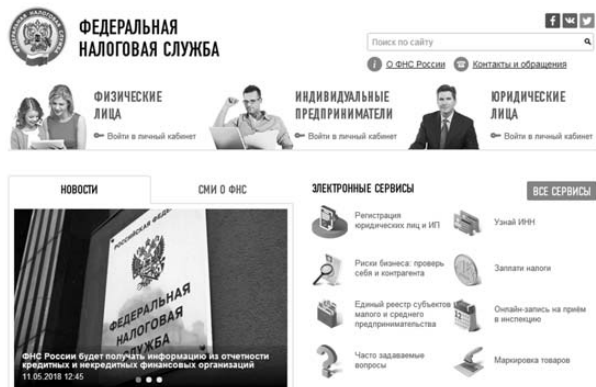 ФЕДЕРАЛЬНАЯ
НАЛОГОВАЯ СЛУЖБА
Поиск по сайту
О ФНС России
Контакты и обращения
ФИЗИЧЕСКИЕ
ЛИЦА
Войти в личный кабинет
ИНДИВИДУАЛЬНЫЕ
ПРЕДПРИНИМАТЕЛИ
Войти в личный кабинет
ЮРИДИЧЕСКИЕ
ЛИЦА
Войти в личный кабинет
НОВОСТИ
СМИ О ФНС
РОССИЙСКАЯ ФЕДЕ
ФЕДЕРАЛЬНАЯ
НАЛОГОВАЯ
СЛУЖБА
ФНС России будет получать информацию из отчетности
кредитных и некредитных финансовых организаций
11.05.2018 12:45
ЭЛЕКТРОННЫЕ СЕРВИСЫ
ВСЕ СЕРВИСЫ
Регистрация
юридических лиц и ИП
Узнай ИНН
Риски бизнеса: проверь
себя и контрагента
Заплати налоги
Единый реестр субъектов
малого и среднего
предпринимательства
Онлайн-запись на приём
в инспекцию
Часто задаваемые
вопросы
Маркировка товаров